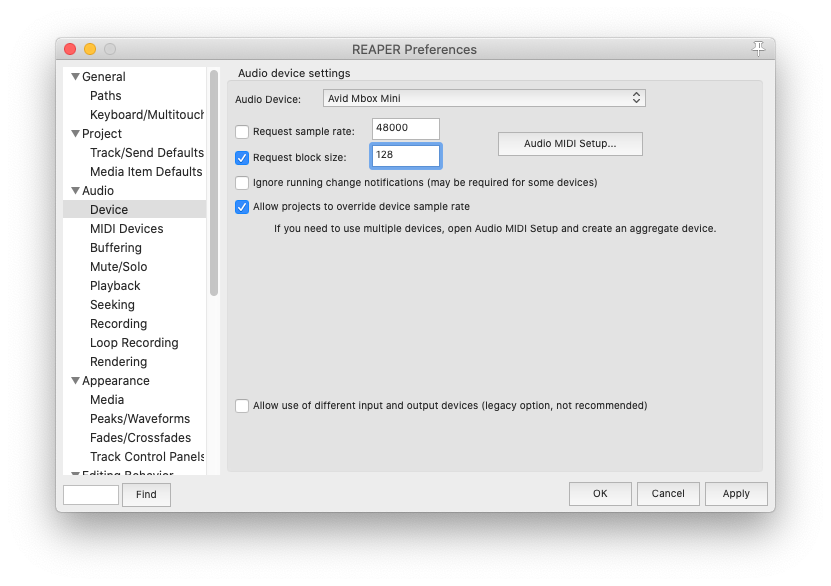 REAPER Preferences
General
Paths
Keyboard/Multitouch
Project
Track/Send Defaults
Media Item Defaults
Audio
Device
MIDI Devices
Buffering
Mute/Solo
Playback
Seeking
Recording
Loop Recording
Rendering
Appearance
Media
Peaks/Waveforms
Fades/Crossfades
Track Control Panels
Editing Behavior
Find
Audio device settings
Audio Device: Avid Mbox Mini
Request sample rate: 48000
Request block size: 128
Audio MIDI Setup...
Ignore running change notifications (may be required for some devices)
Allow projects to override device sample rate
If you need to use multiple devices, open Audio MIDI Setup and create an aggregate device.
Allow use of different input and output devices (legacy option, not recommended)
OK Cancel Apply